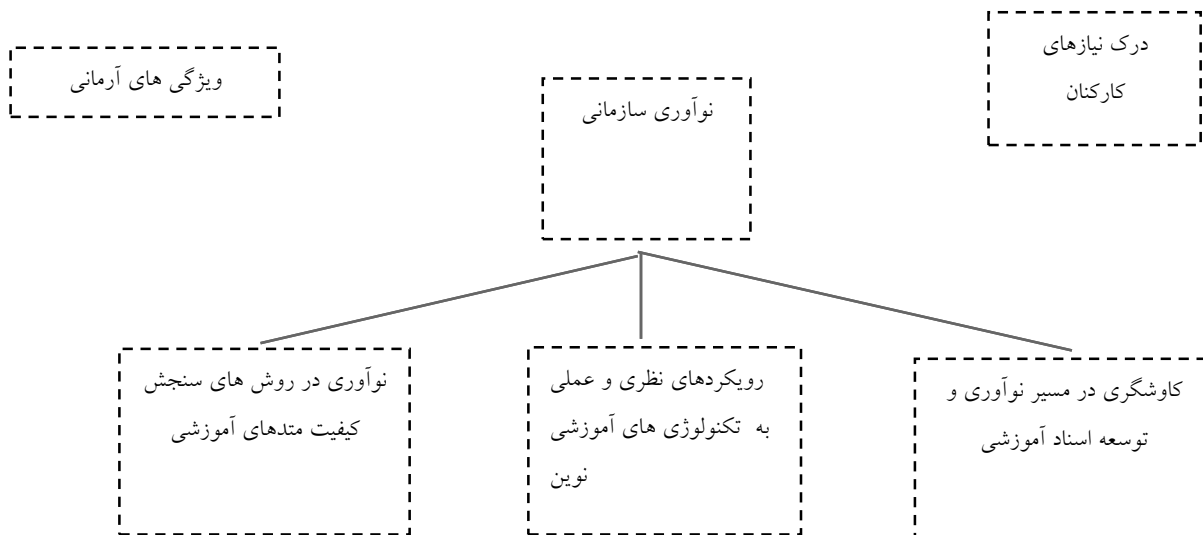 درک نیازهای
کارکنان
ویژگی های آرمانی
نوآوری سازمانی
کاوشگری در مسیر نوآوری و
توسعه اسناد آموزشی
رویکردهای نظری و عملی
به تکنولوژی های آموزشی
نوین
نوآوری در روش های سنجش
کیفیت متدهای آموزشی